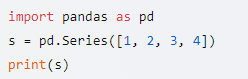 import pandas as pd
s = pd.Series([1, 2, 3, 4])
print(s)